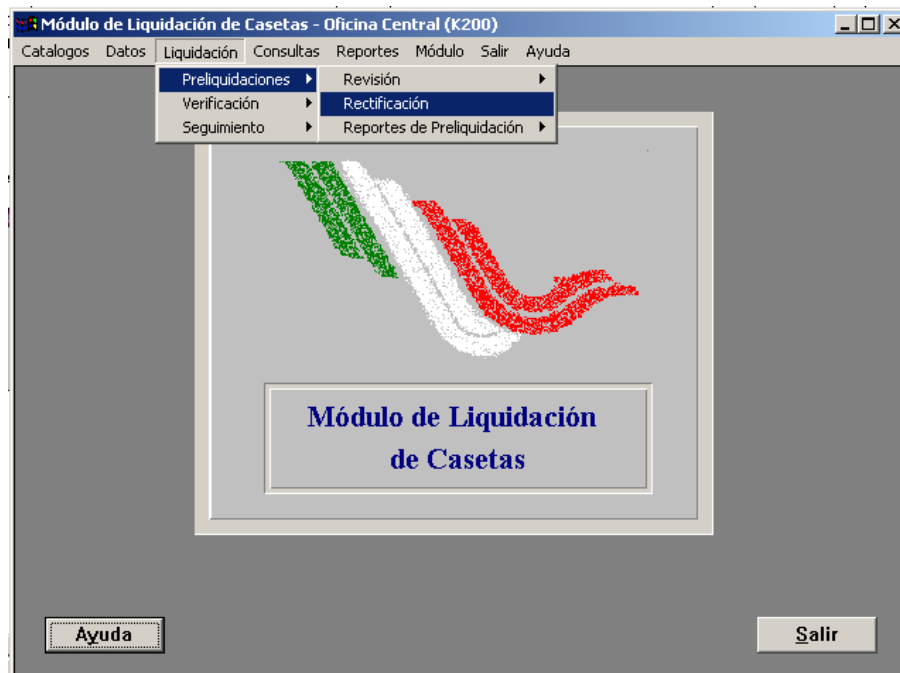 Módulo de Liquidación de Casetas - Oficina Central (K200)
Catalogos Datos Liquidación Consultas Reportes Módulo Salir Ayuda
Preliquidaciones Revisión
Verificación Rectificación
Seguimiento Reportes de Preliquidación
Módulo de Liquidación
de Casetas
Ayuda Salir